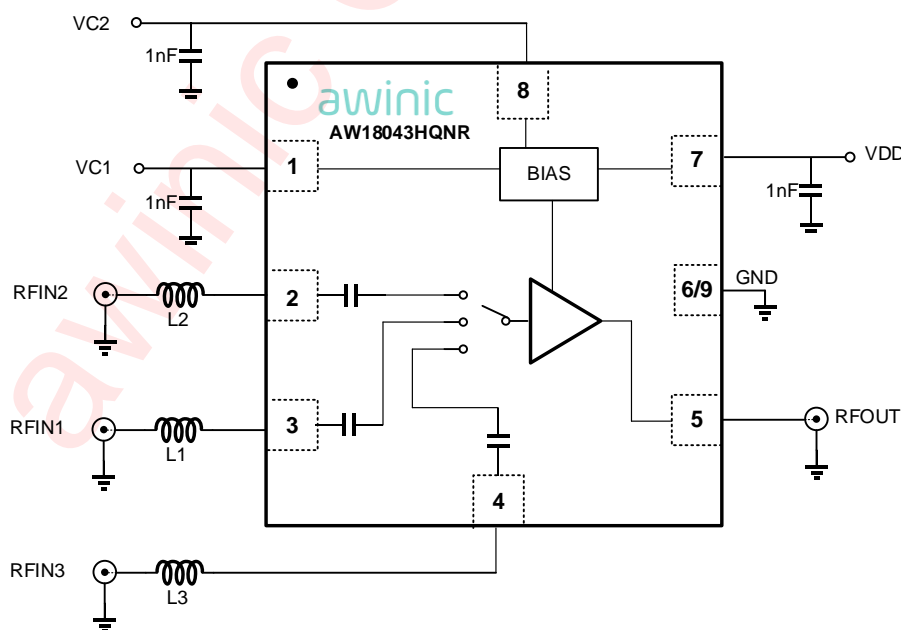 VC2
1nF
8
awinic
AW18043HQNR
VC1
1
BIAS
7
VDD
1nF
1nF
RFIN2
2
6/9
GND
L2
RFIN1
3
5
RFOUT
L1
4
RFIN3
L3
awinic